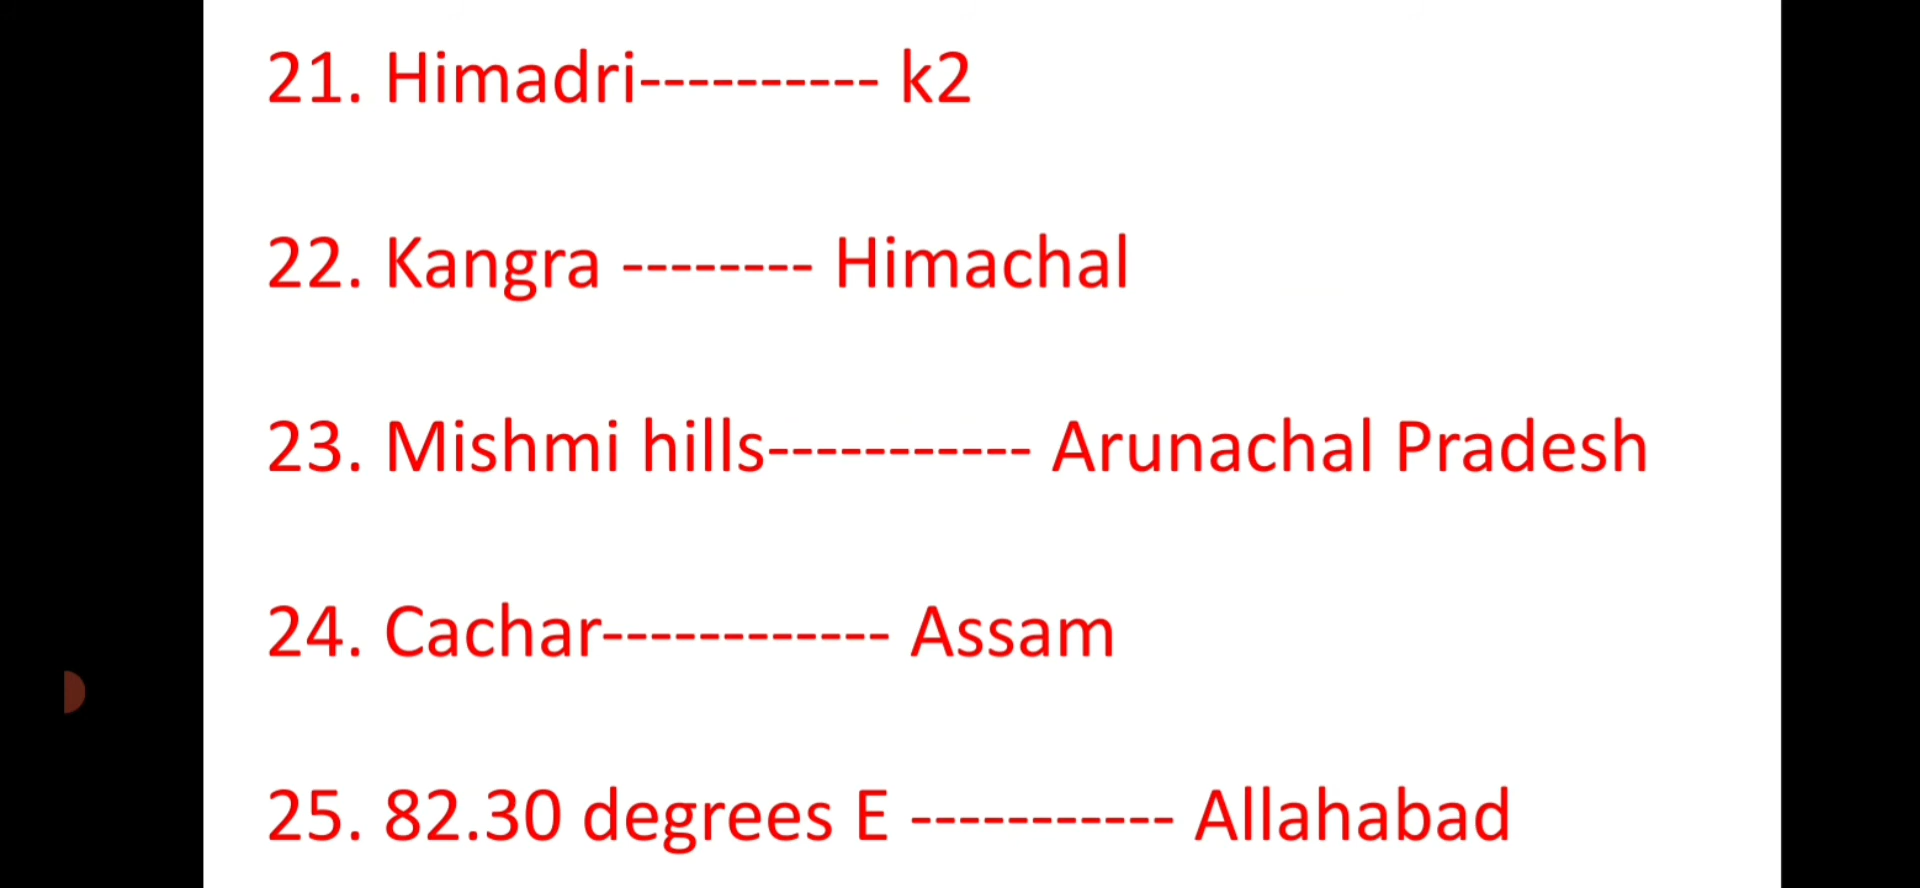 21. Himadri---------- k2
22. Kangra -------- Himachal
23. Mishmi hills----------- Arunachal Pradesh
24. Cachar------------ Assam
25. 82.30 degrees E ----------- Allahabad